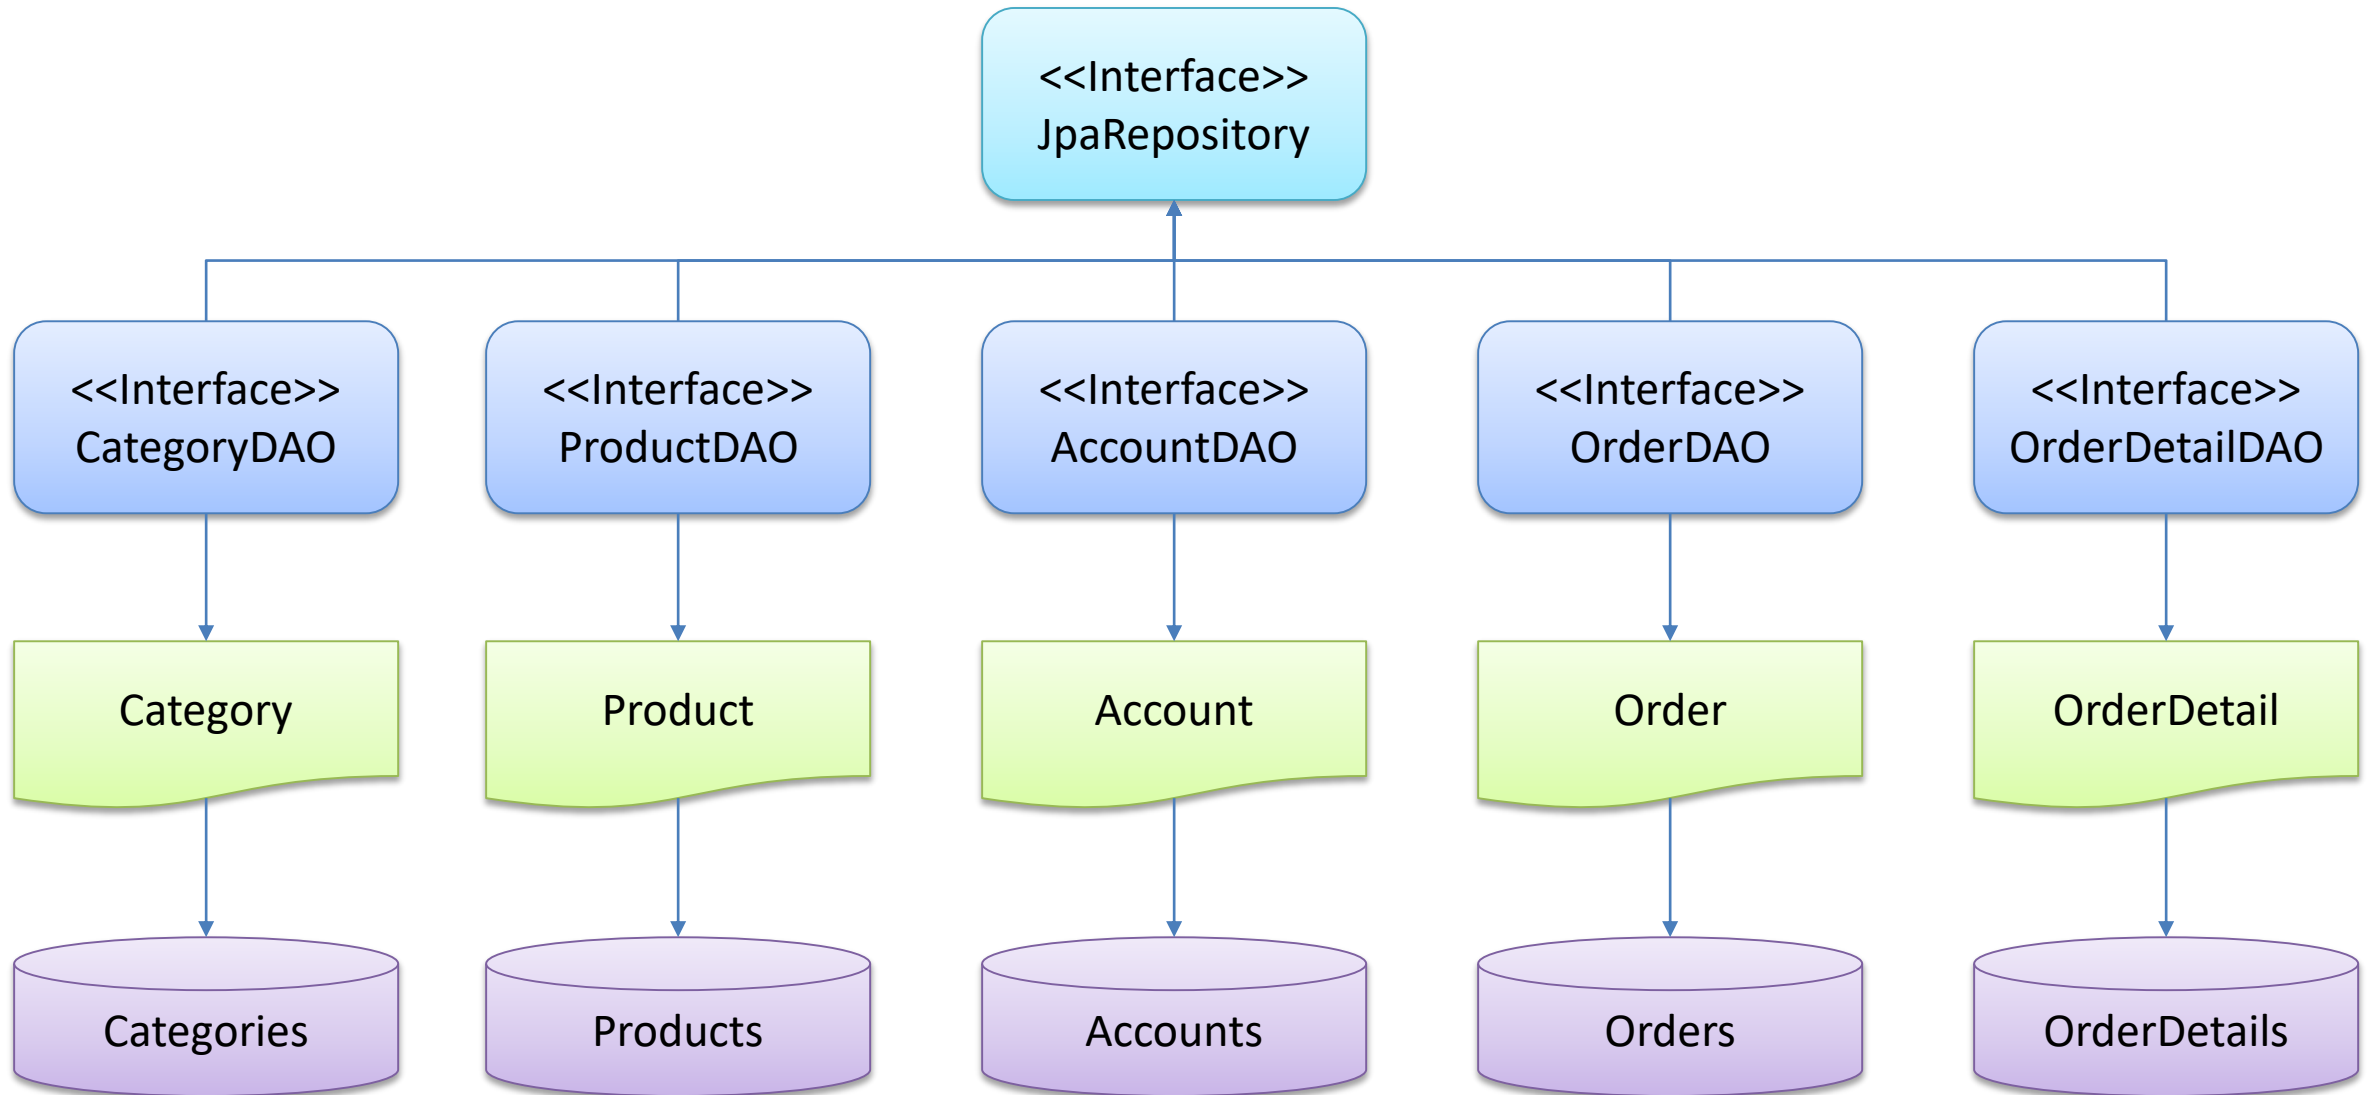 <<Interface>>
JpaRepository
<<Interface>>
CategoryDAO
<<Interface>>
ProductDAO
<<Interface>>
AccountDAO
<<Interface>>
OrderDAO
<<Interface>>
OrderDetailDAO
Category
Product
Account
Order
OrderDetail
Categories
Products
Accounts
Orders
OrderDetails